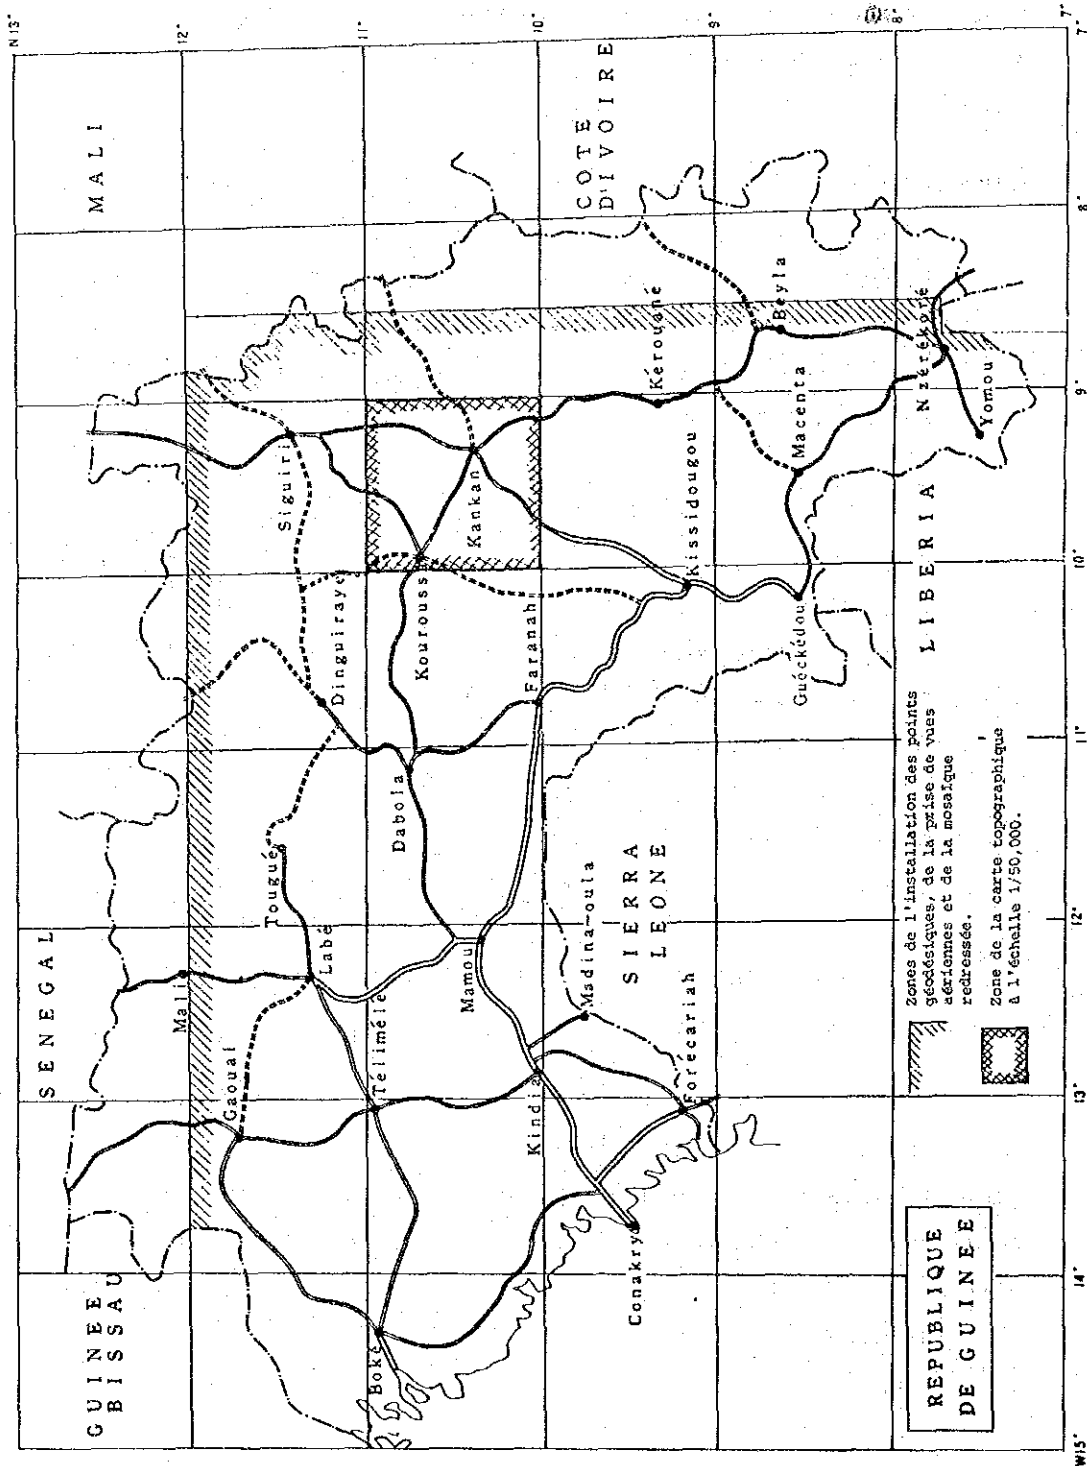 N13°
12°
11°
10°
9°
8°
7°
GUINEE
BISSAU
SENEGAL
MALI
COTE
D'IVOIRE
SIERRA
LEONE
LIBERIA
Mali
Gaoual
Tougué
Labé
Siguiri
Dinguiraye
Boké
Télimélé
Dabola
Kouroussa
Kankan
Mamou
Kindia
Faranah
Conakry
Forécariah
Madina-oula
Kissidougou
Kérouané
Guéckédou
Macenta
Beyla
Nzérékoré
Yomou
REPUBLIQUE
DE GUINEE
Zones de l'installation des points
géodésiques, de la prise de vues
aériennes et de la mosaïque
redressée.
Zone de la carte topographique
à l'échelle 1/50,000.
W15°
14°
13°
12°
11°
10°
9°
8°
7°